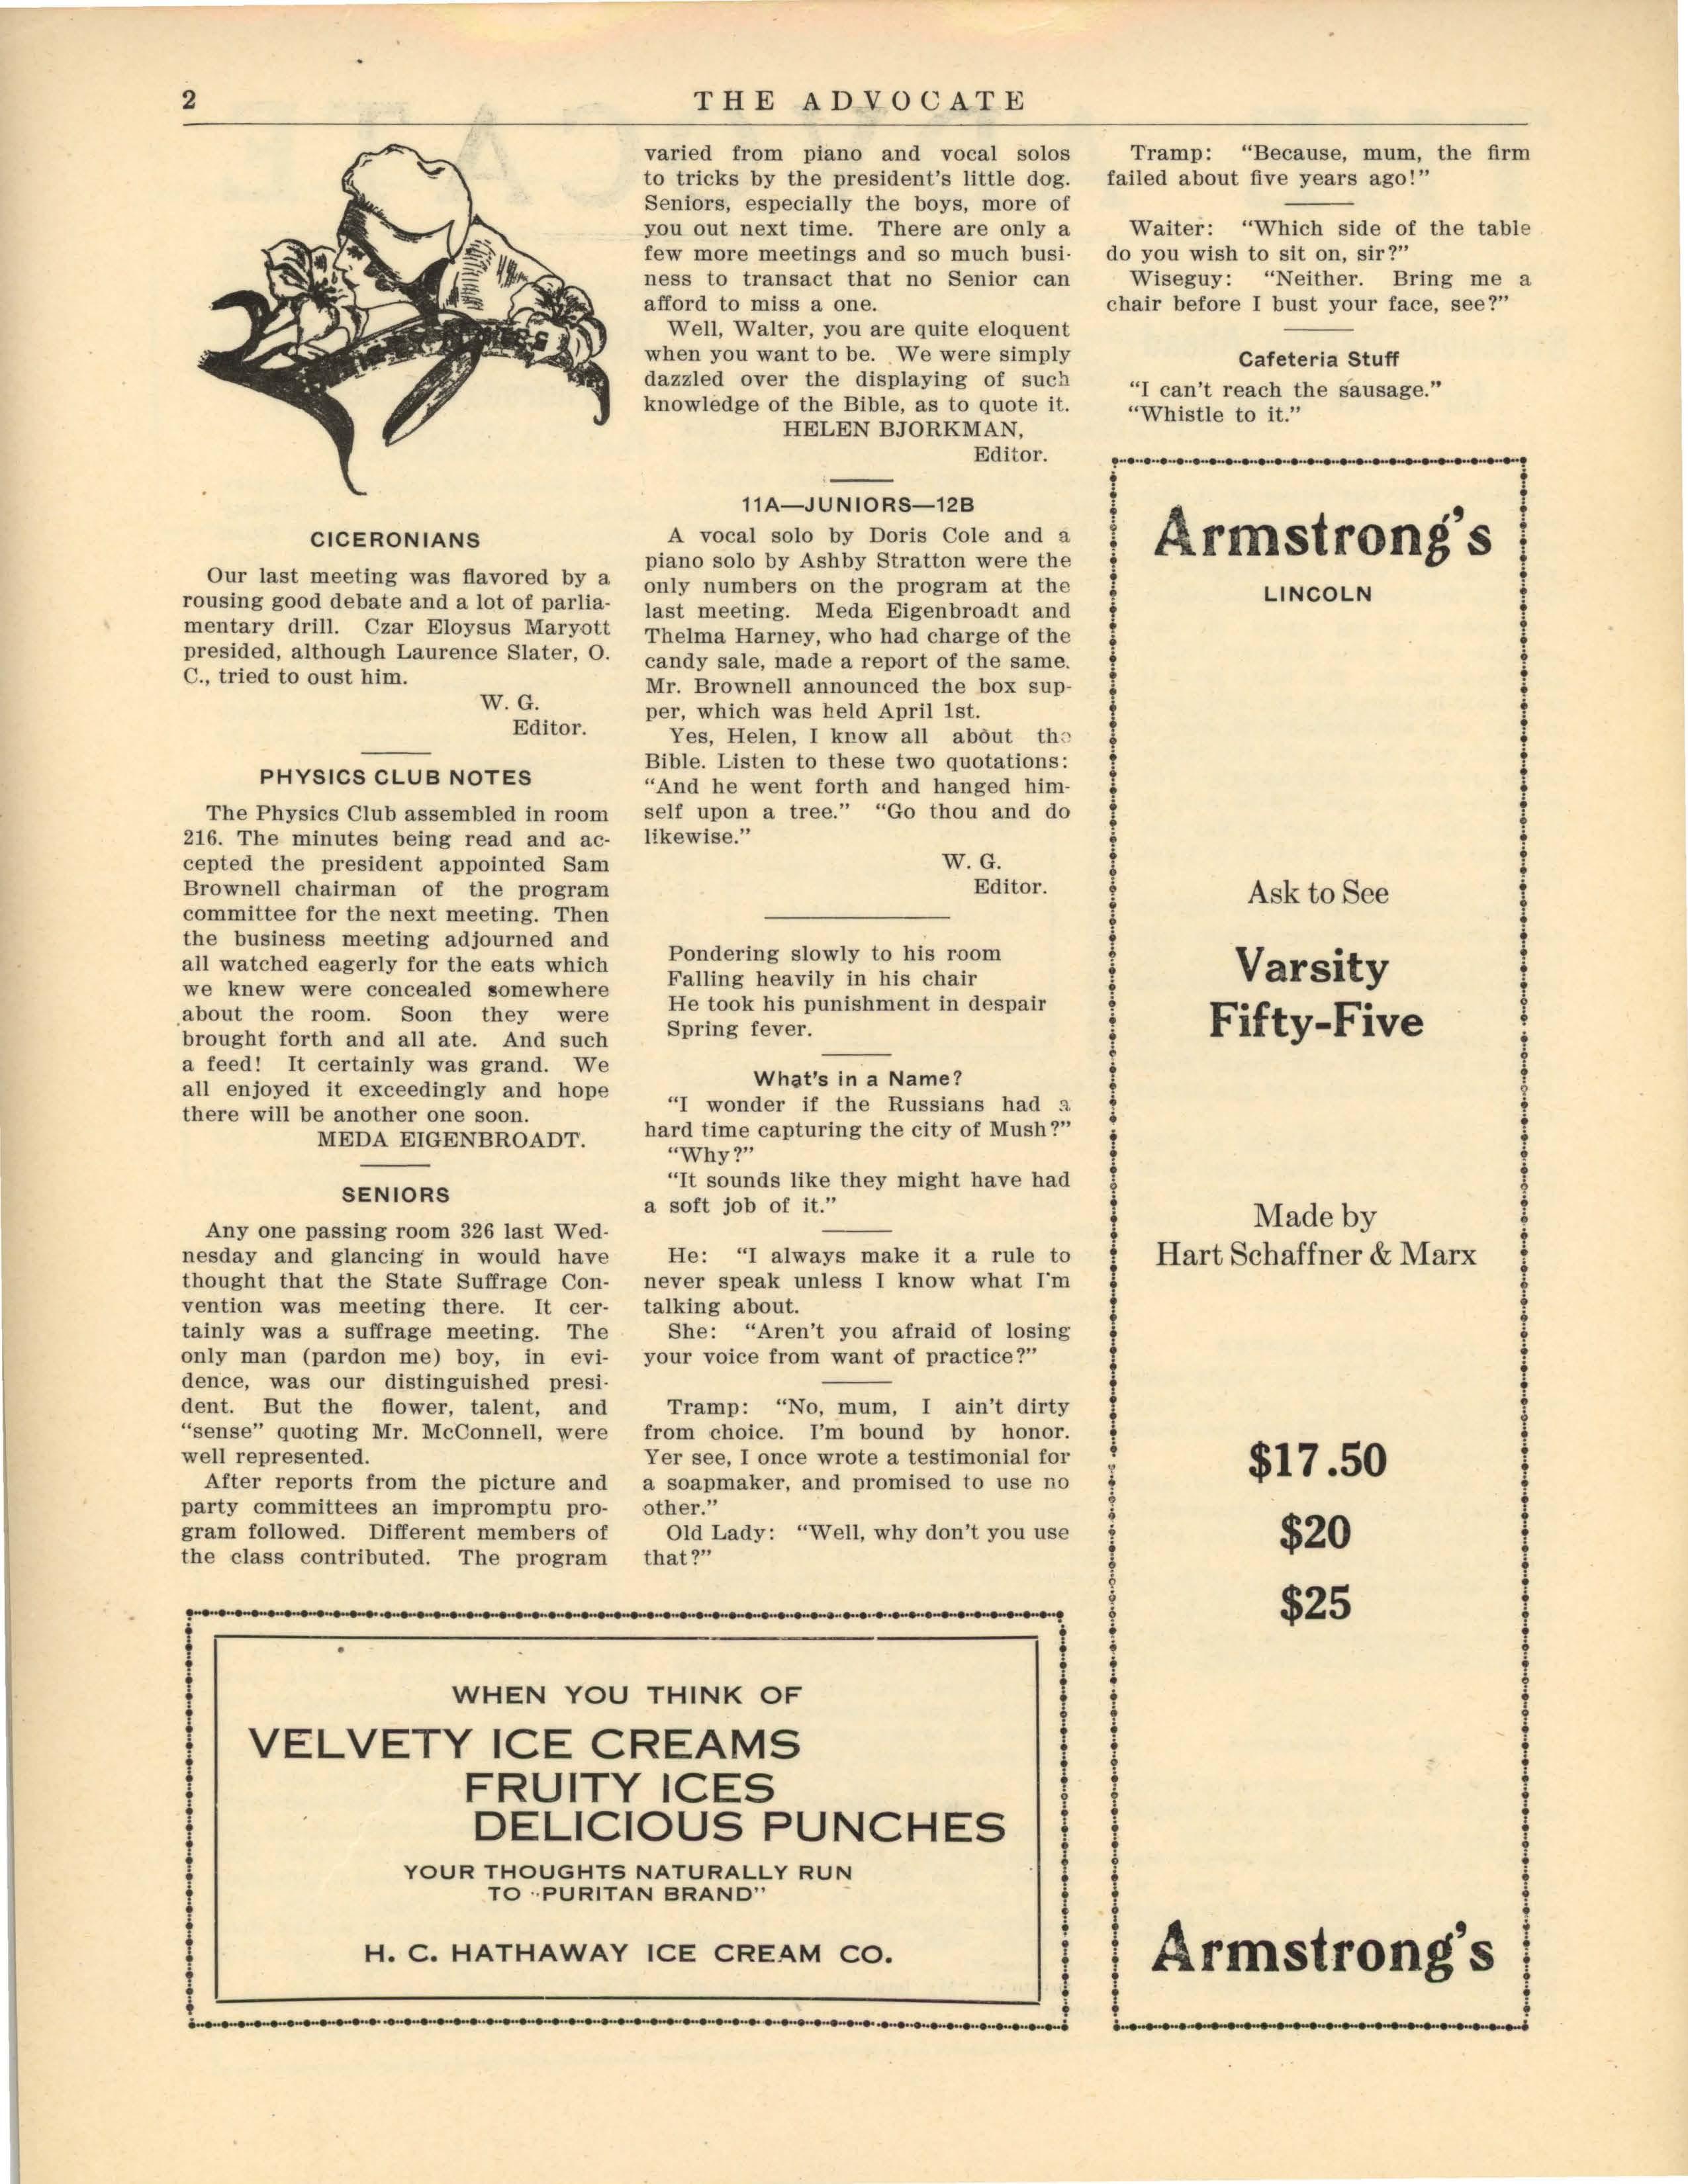 2
THE ADVOCATE
CICERONIANS
Our last meeting was flavored by a
rousing good debate and a lot of parlia-
mentary drill. Czar Eloysus Maryott
presided, although Laurence Slater, O.
C., tried to oust him.
W. G.
Editor.
PHYSICS CLUB NOTES
The Physics Club assembled in room
216. The minutes being read and ac-
cepted the president appointed Sam
Brownell chairman of the program
committee for the next meeting. Then
the business meeting adjourned and
all watched eagerly for the eats which
we knew were concealed somewhere
about the room. Soon they were
brought forth and all ate. And such
a feed! It certainly was grand. We
all enjoyed it exceedingly and hope
there will be another one soon.
MEDA EIGENBROADT.
SENIORS
Any one passing room 326 last Wed-
nesday and glancing in would have
thought that the State Suffrage Con-
vention was meeting there. It cer-
tainly was a suffrage meeting. The
only man (pardon me) boy, in evi-
dence, was our distinguished presi-
dent. But the flower, talent, and
"sense" quoting Mr. McConnell, were
well represented.
After reports from the picture and
party committees an impromptu pro-
gram followed. Different members of
the class contributed. The program
varied from piano and vocal solos
to tricks by the president's little dog.
Seniors, especially the boys, more of
you out next time. There are only a
few more meetings and so much busi-
ness to transact that no Senior can
afford to miss a one.
Well, Walter, you are quite eloquent
when you want to be. We were simply
dazzled over the displaying of such
knowledge of the Bible, as to quote it.
HELEN BJORKMAN,
Editor.
11A—JUNIORS—12B
A vocal solo by Doris Cole and a
piano solo by Ashby Stratton were the
only numbers on the program at the
last meeting. Meda Eigenbroadt and
Thelma Harney, who had charge of the
candy sale, made a report of the same.
Mr. Brownell announced the box sup-
per, which was held April 1st.
Yes, Helen, I know all about the
Bible. Listen to these two quotations:
"And he went forth and hanged him-
self upon a tree." "Go thou and do
likewise."
W. G.
Editor.
Pondering slowly to his room
Falling heavily in his chair
He took his punishment in despair
Spring fever.
What's in a Name?
"I wonder if the Russians had a
hard time capturing the city of Mush?"
"Why?"
"It sounds like they might have had
a soft job of it."
He: "I always make it a rule to
never speak unless I know what I'm
talking about.
She: "Aren't you afraid of losing
your voice from want of practice?"
Tramp: "No, mum, I ain't dirty
from choice. I'm bound by honor.
Yer see, I once wrote a testimonial for
a soapmaker, and promised to use no
other."
Old Lady: "Well, why don't you use
that?"
Tramp: "Because, mum, the firm
failed about five years ago!"
Waiter: "Which side of the table
do you wish to sit on, sir?"
Wiseguy: "Neither. Bring me a
chair before I bust your face, see?"
Cafeteria Stuff
"I can't reach the sausage."
"Whistle to it."
Armstrong's
LINCOLN
Ask to See
Varsity
Fifty-Five
Made by
Hart Schaffner & Marx
$17.50
$20
$25
Armstrong's
WHEN YOU THINK OF
VELVETY ICE CREAMS
FRUITY ICES
DELICIOUS PUNCHES
YOUR THOUGHTS NATURALLY RUN
TO "PURITAN BRAND"
H. C. HATHAWAY ICE CREAM CO.